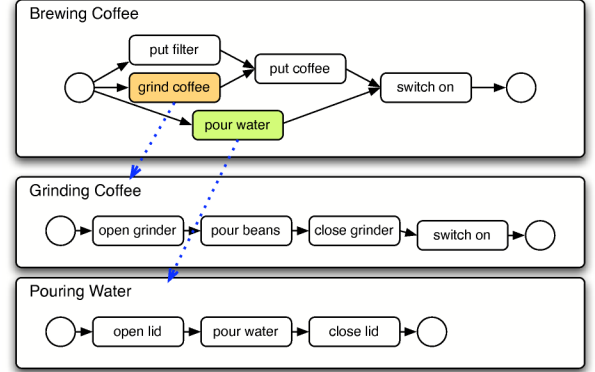 Brewing Coffee
put filter
put coffee
grind coffee
switch on
pour water
Grinding Coffee
open grinder
pour beans
close grinder
switch on
Pouring Water
open lid
pour water
close lid